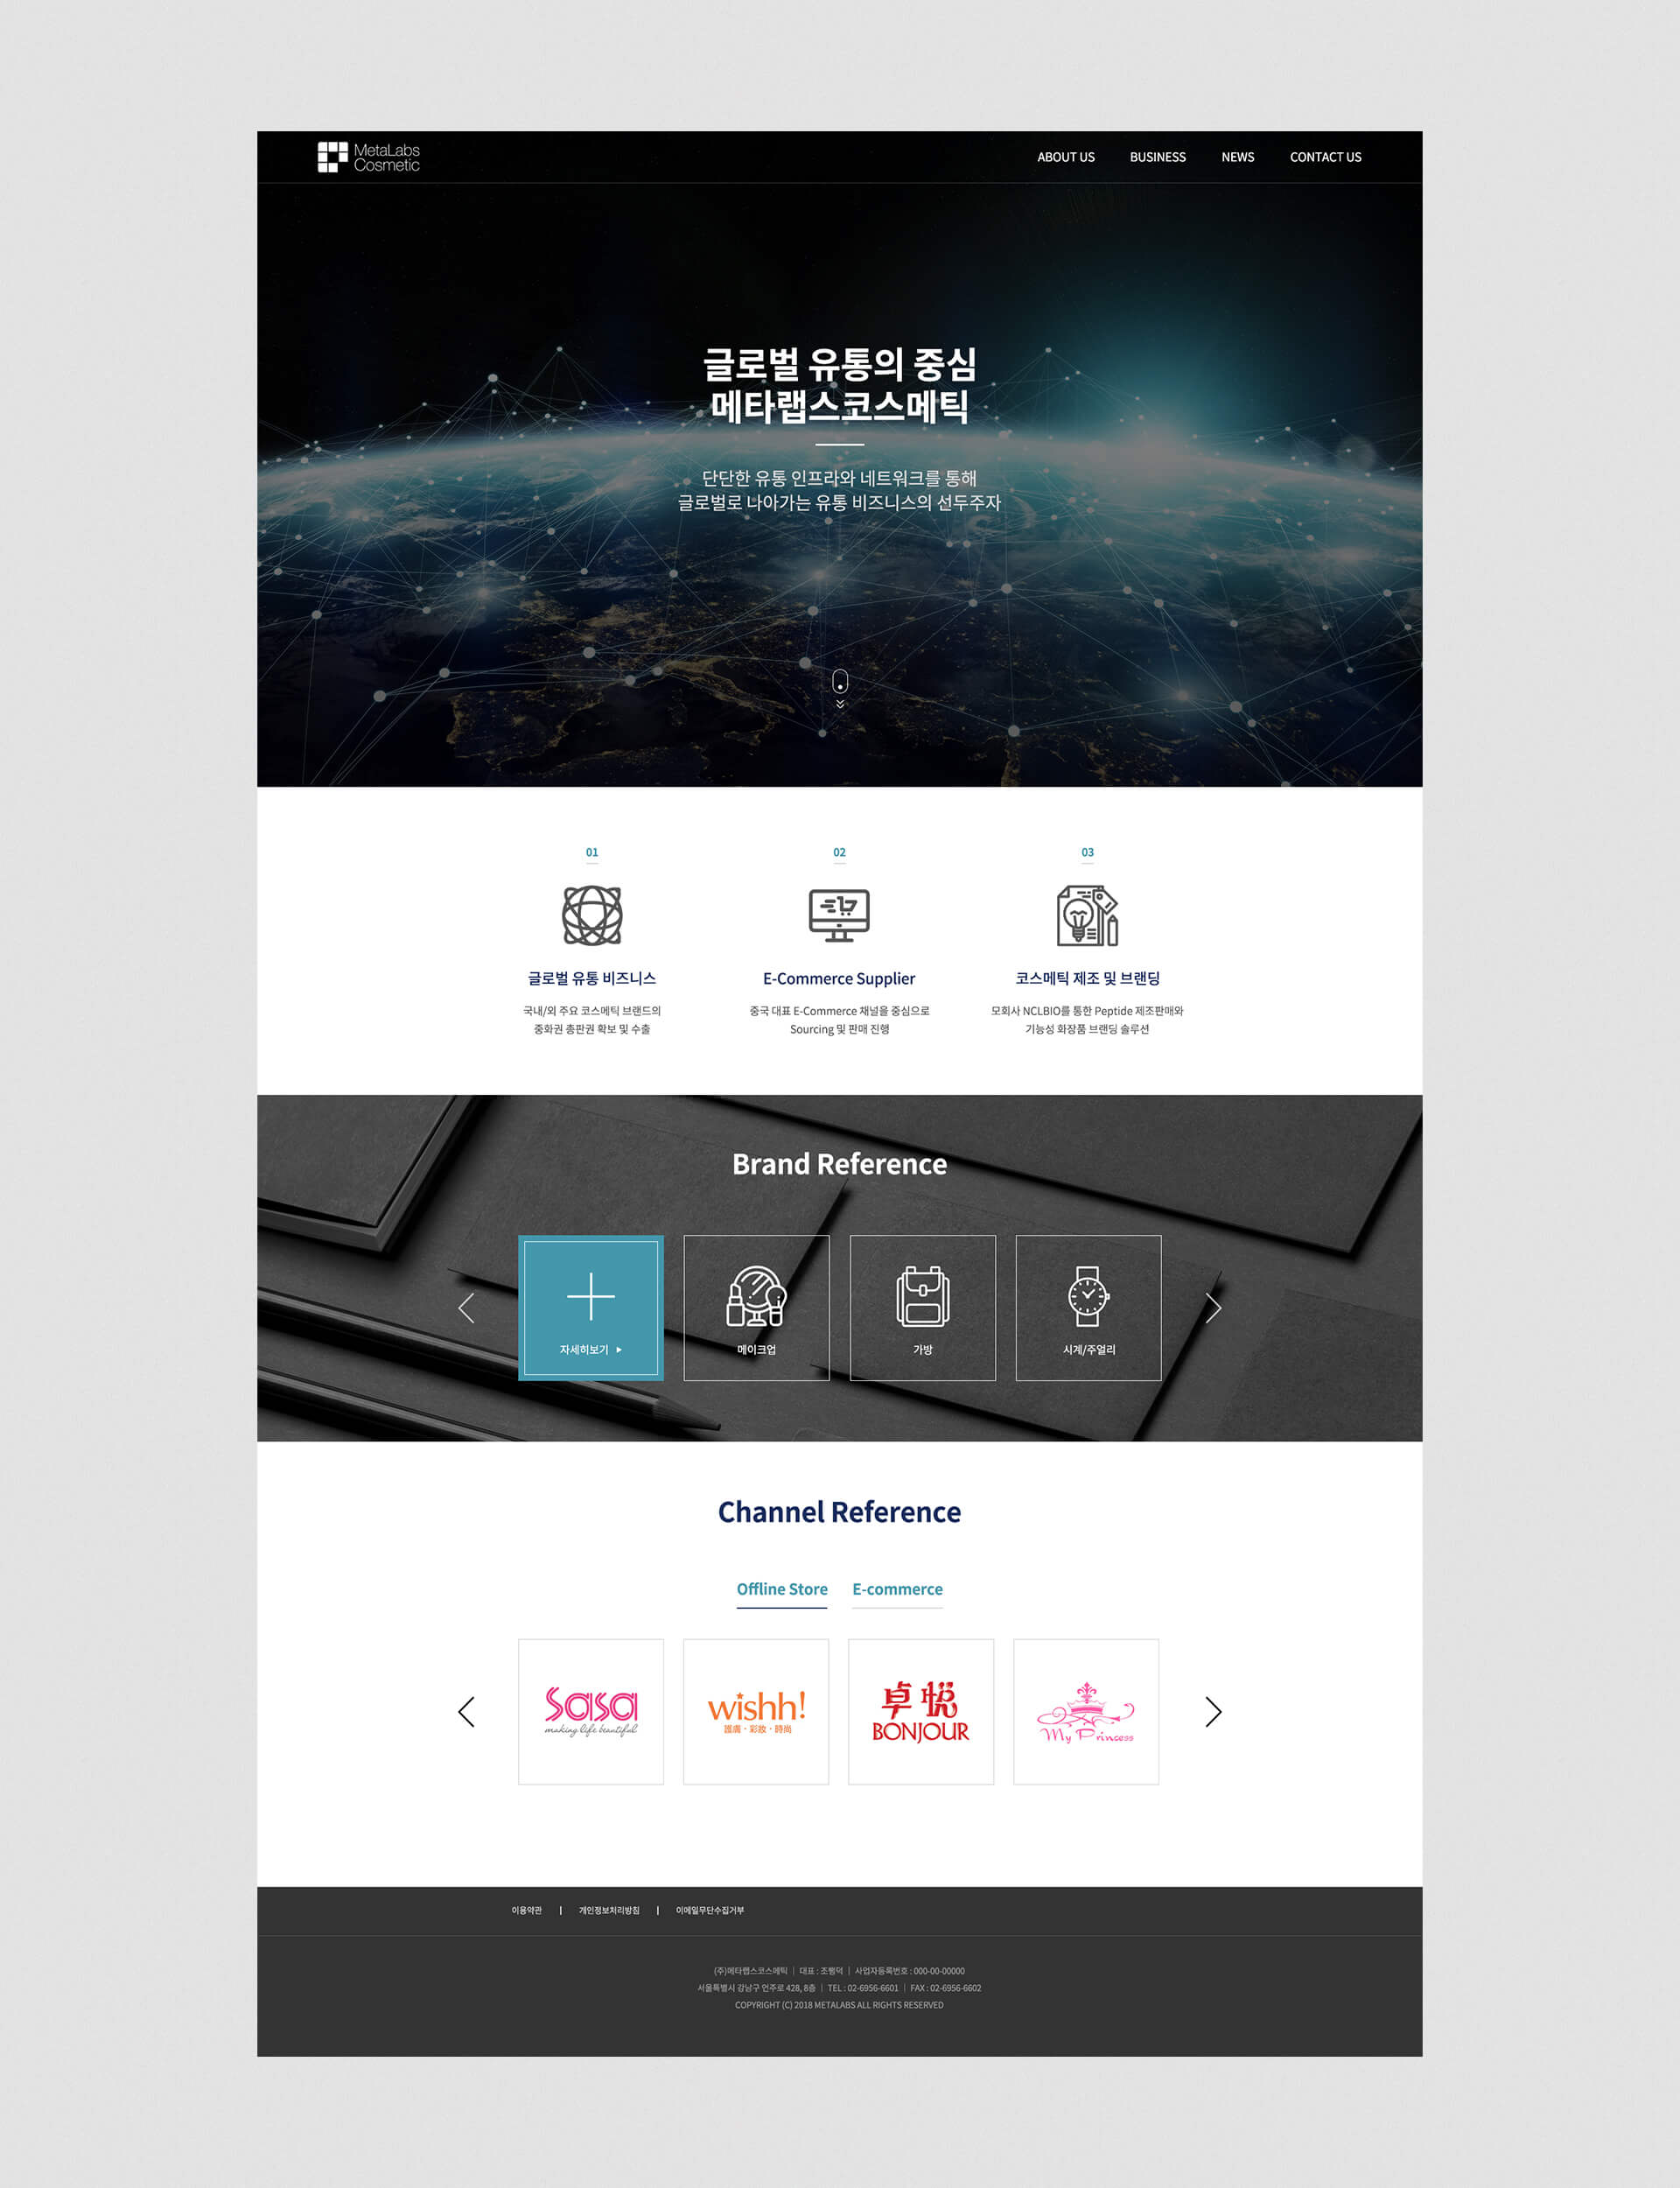 MetaLabs
Cosmetic
ABOUT US
BUSINESS
NEWS
CONTACT US
글로벌 유통의 중심
메타랩스코스메틱
단단한 유통 인프라와 네트워크를 통해
글로벌로 나아가는 유통 비즈니스의 선두주자
01
02
03
글로벌 유통 비즈니스
E-Commerce Supplier
코스메틱 제조 및 브랜딩
국내/외 주요 코스메틱 브랜드의
중화권 총판권 확보 및 수출
중국 대표 E-Commerce 채널을 중심으로
Sourcing 및 판매 진행
모회사 NCLBIO를 통한 Peptide 제조판매와
기능성 화장품 브랜딩 솔루션
Brand Reference
자세히보기
메이크업
가방
시계/주얼리
Channel Reference
Offline Store
E-commerce
sasa
making life beautiful
wishh!
護膚·彩妝·時尚
卓悦
BONJOUR
My Princess
이용약관 | 개인정보처리방침 | 이메일무단수집거부
(주)메타랩스코스메틱 | 대표 : 조행덕 | 사업자등록번호 : 000-00-00000
서울특별시 강남구 언주로 428, 8층 | TEL : 02-6956-6601 | FAX : 02-6956-6602
COPYRIGHT (C) 2018 METALABS ALL RIGHTS RESERVED